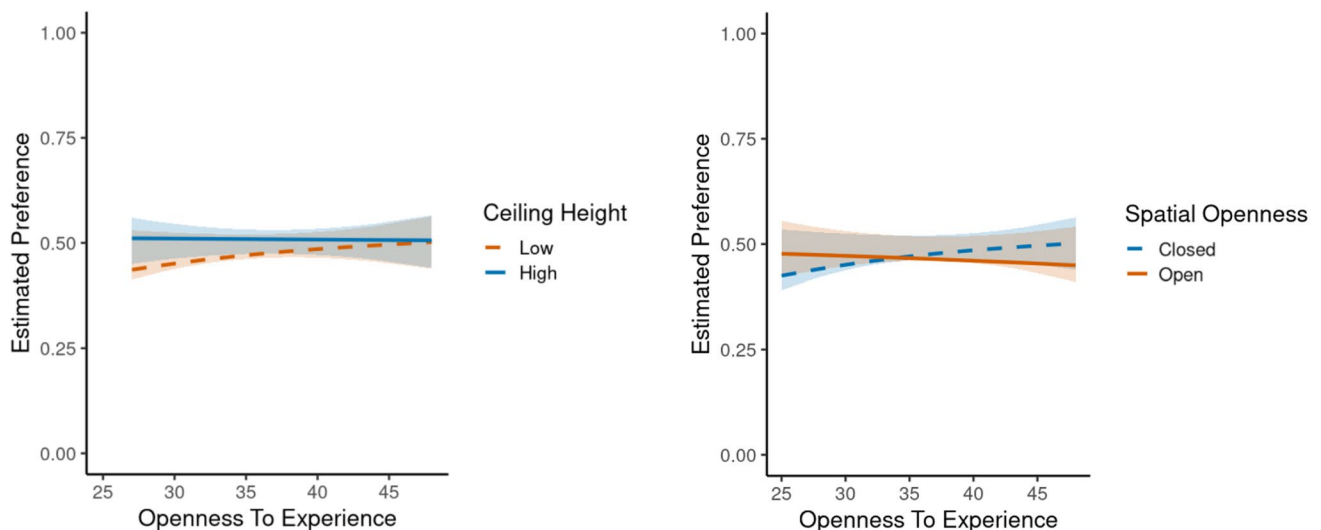 1.00
0.75
0.50
0.25
0.00
Estimated Preference
25 30 35 40 45
Openness To Experience
Ceiling Height
Low
High
1.00
0.75
0.50
0.25
0.00
Estimated Preference
25 30 35 40 45
Openness To Experience
Spatial Openness
Closed
Open